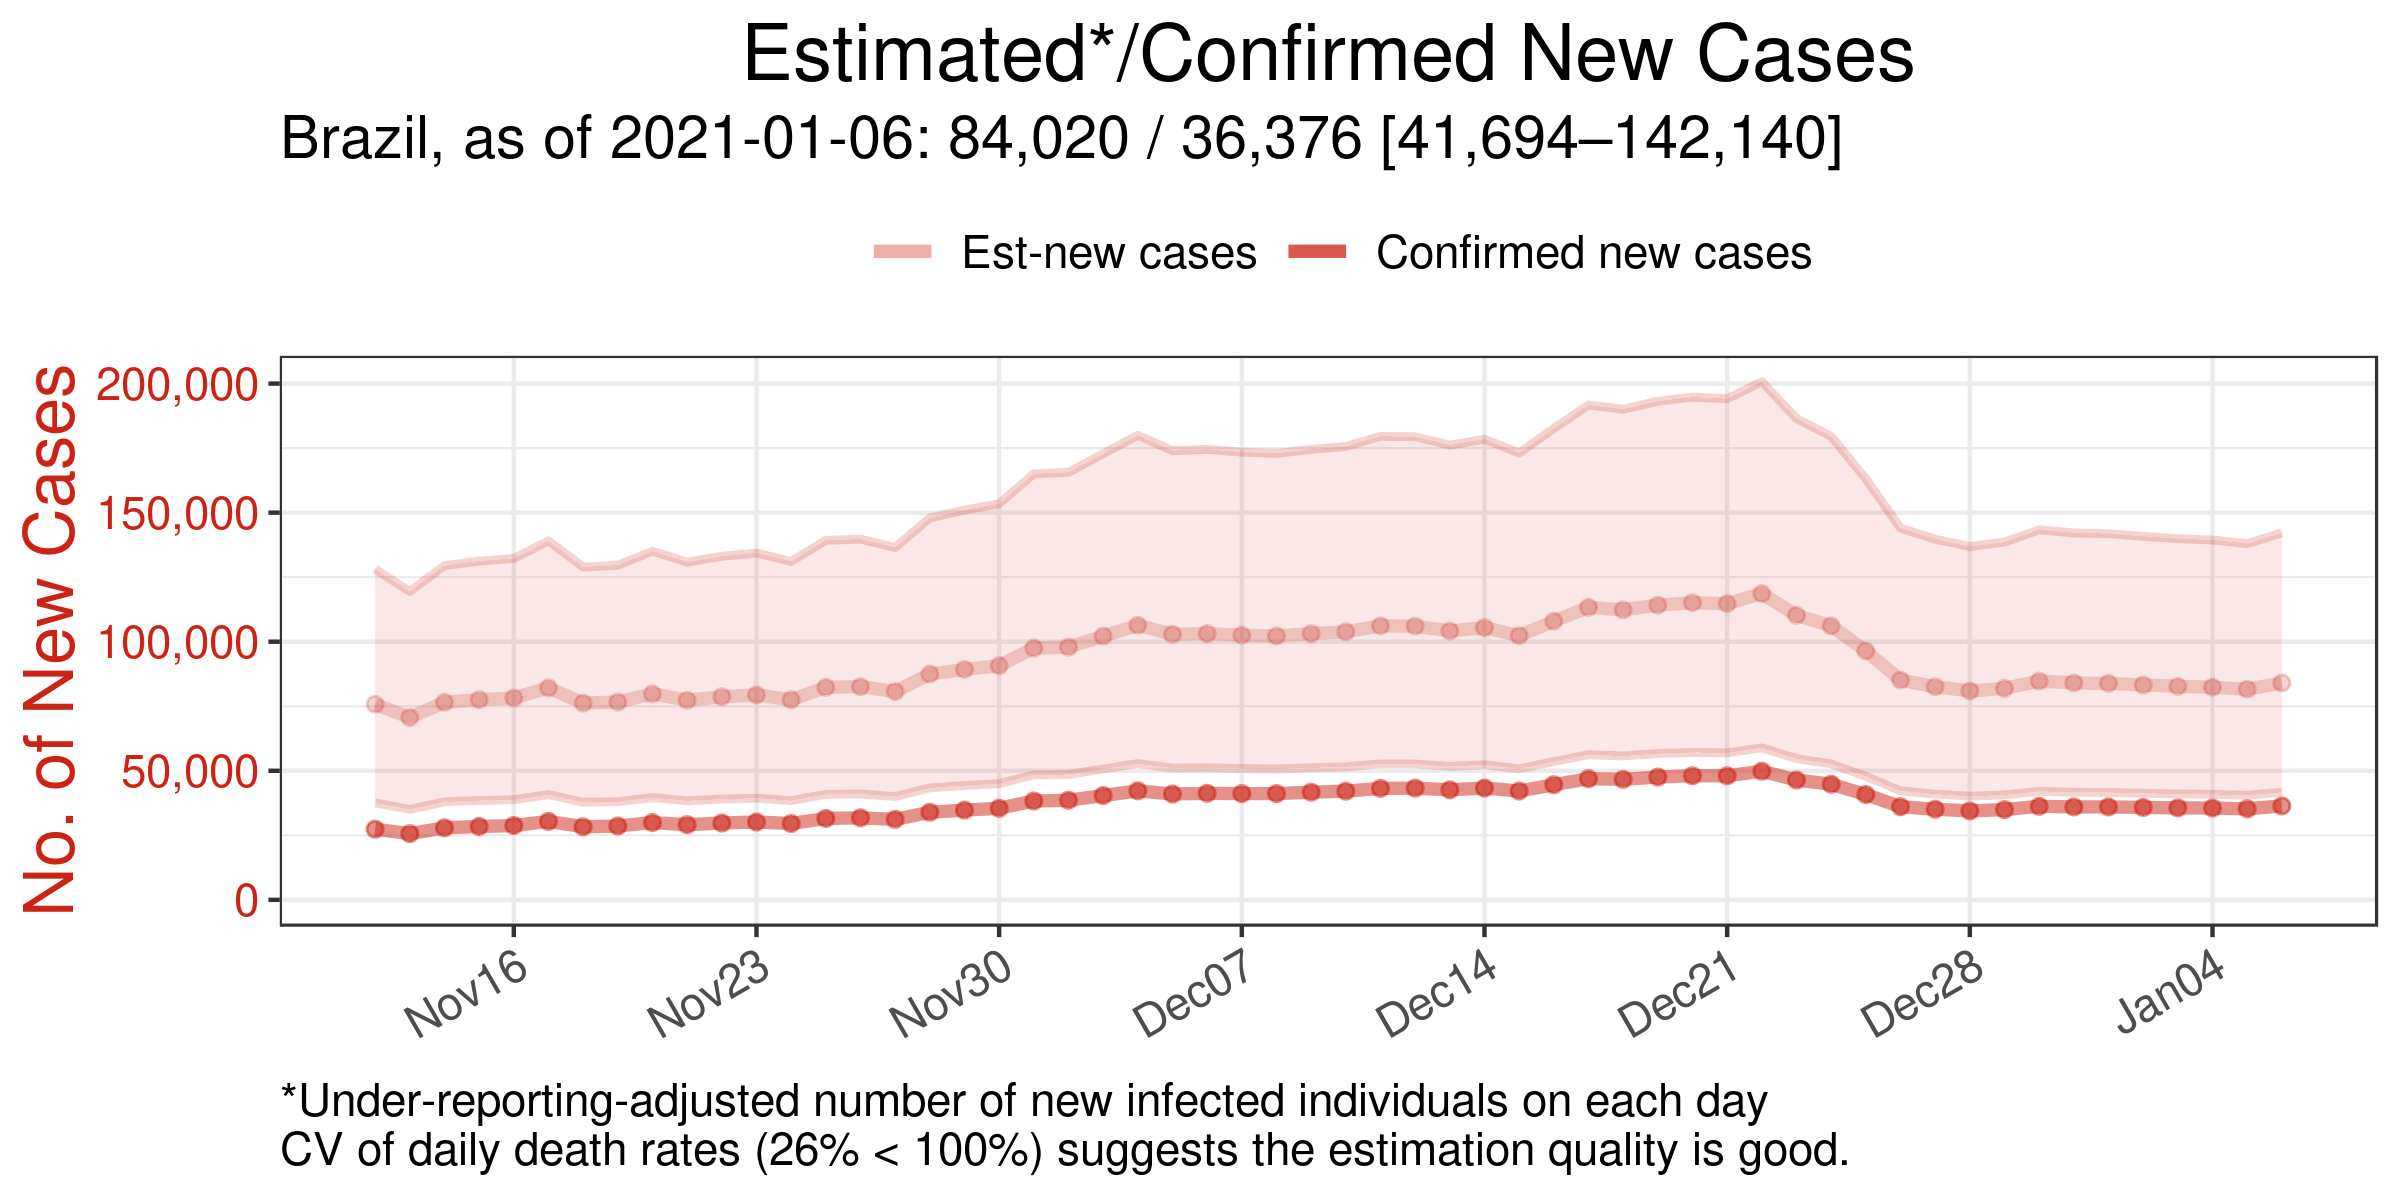 Estimated*/Confirmed New Cases
Brazil, as of 2021-01-06: 84,020 / 36,376 [41,694–142,140]
Est-new cases
Confirmed new cases
No. of New Cases
200,000
150,000
100,000
50,000
0
Nov16
Nov23
Nov30
Dec07
Dec14
Dec21
Dec28
Jan04
*Under-reporting-adjusted number of new infected individuals on each day
CV of daily death rates (26% < 100%) suggests the estimation quality is good.